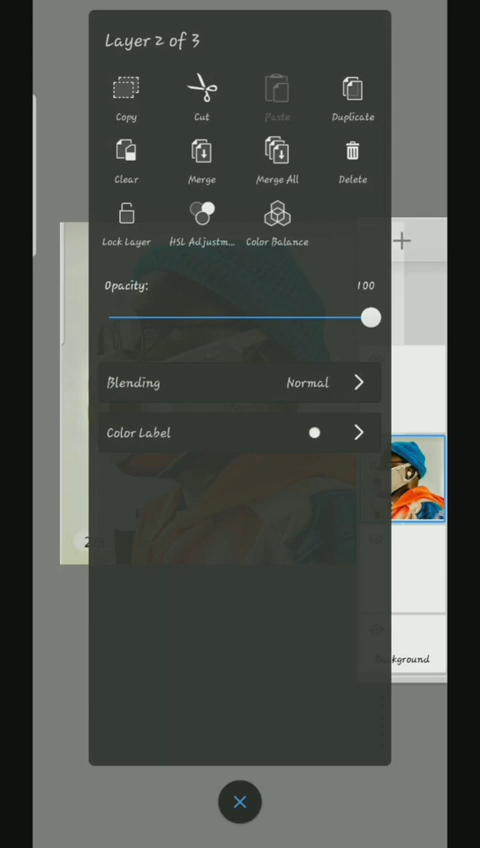 Layer 2 of 3
Copy Cut Paste Duplicate
Clear Merge Merge All Delete
Lock Layer HSL Adjustm... Color Balance
Opacity: 100
Blending Normal
Color Label
Background